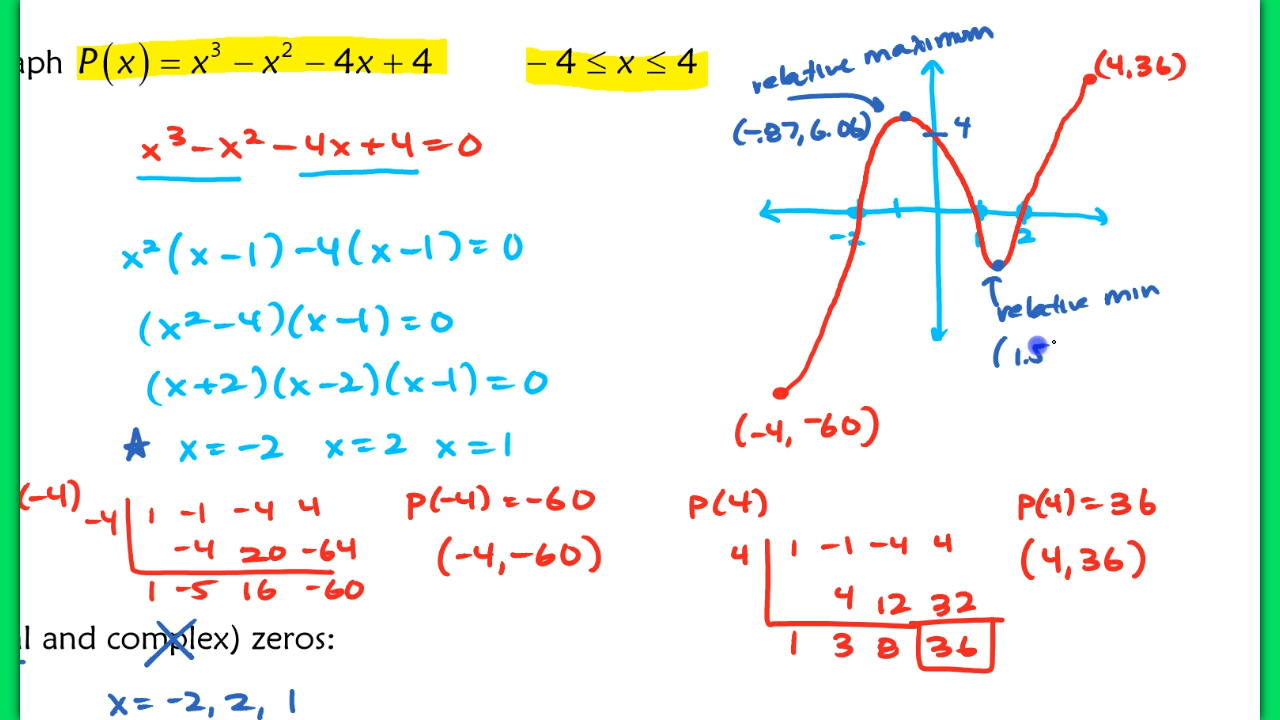 aph P(x) = x³ − x² − 4x + 4    − 4 ≤ x ≤ 4
x³ − x² − 4x + 4 = 0
x²(x − 1) − 4(x − 1) = 0
(x² − 4)(x − 1) = 0
(x + 2)(x − 2)(x − 1) = 0
★ x = −2 x = 2 x = 1
relative maximum
(−.87, 6.06)
(4, 36)
4
−2 1 2
relative min
(1.5
(−4, −60)
(−4)
−4 | 1 −1 −4 4
−4 20 −64
1 −5 16 −60
P(−4) = −60
(−4, −60)
P(4)
4 | 1 −1 −4 4
4 12 32
1 3 8 36
P(4) = 36
(4, 36)
l and complex) zeros:
x = −2, 2, 1